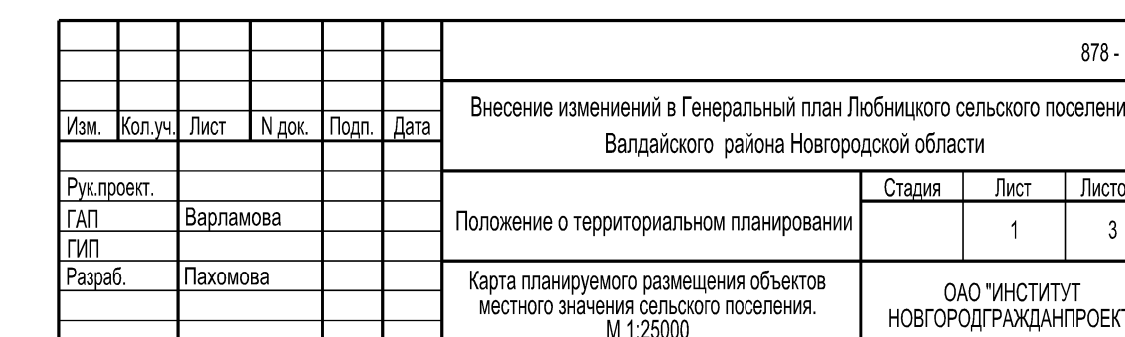 878 -
Внесение измениений в Генеральный план Любницкого сельского поселени
Валдайского района Новгородской области
Изм. Кол.уч. Лист N док. Подп. Дата
Рук.проект.
ГАП Варламова
ГИП
Разраб. Пахомова
Положение о территориальном планировании
Стадия Лист Листо
1 3
Карта планируемого размещения объектов
местного значения сельского поселения.
М 1:25000
ОАО "ИНСТИТУТ
НОВГОРОДГРАЖДАНПРОЕКТ